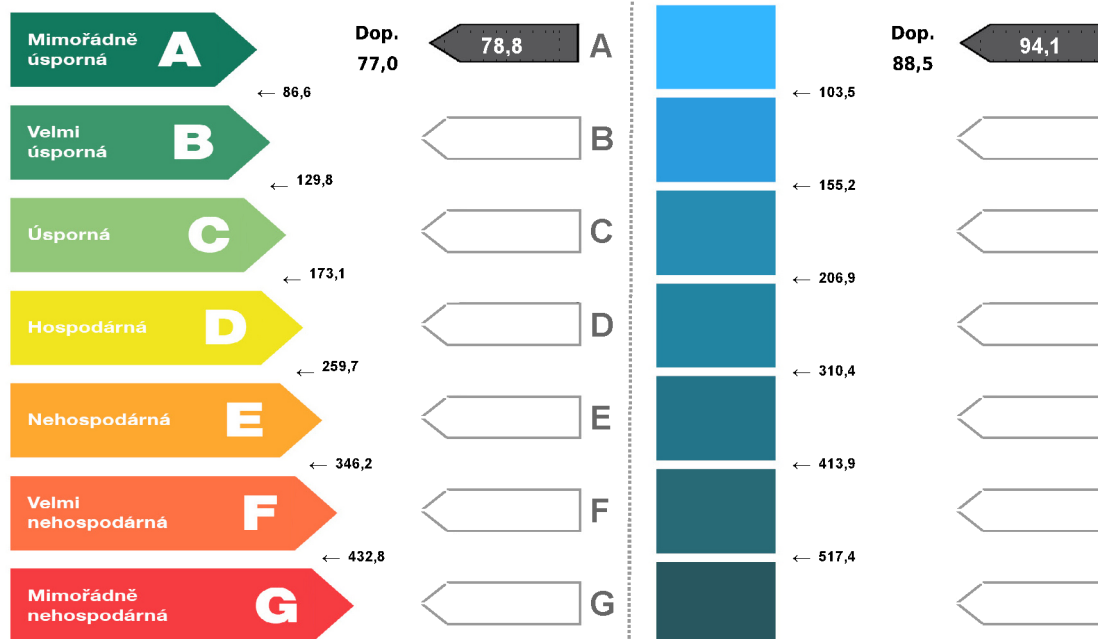 Mimořádně
úsporná
A
Dop.
77,0
78,8
A
Dop.
88,5
94,1
← 86,6
← 103,5
Velmi
úsporná
B
B
← 129,8
← 155,2
Úsporná
C
C
← 173,1
← 206,9
Hospodárná
D
D
← 259,7
← 310,4
Nehospodárná
E
E
← 346,2
← 413,9
Velmi
nehospodárná
F
F
← 432,8
← 517,4
Mimořádně
nehospodárná
G
G